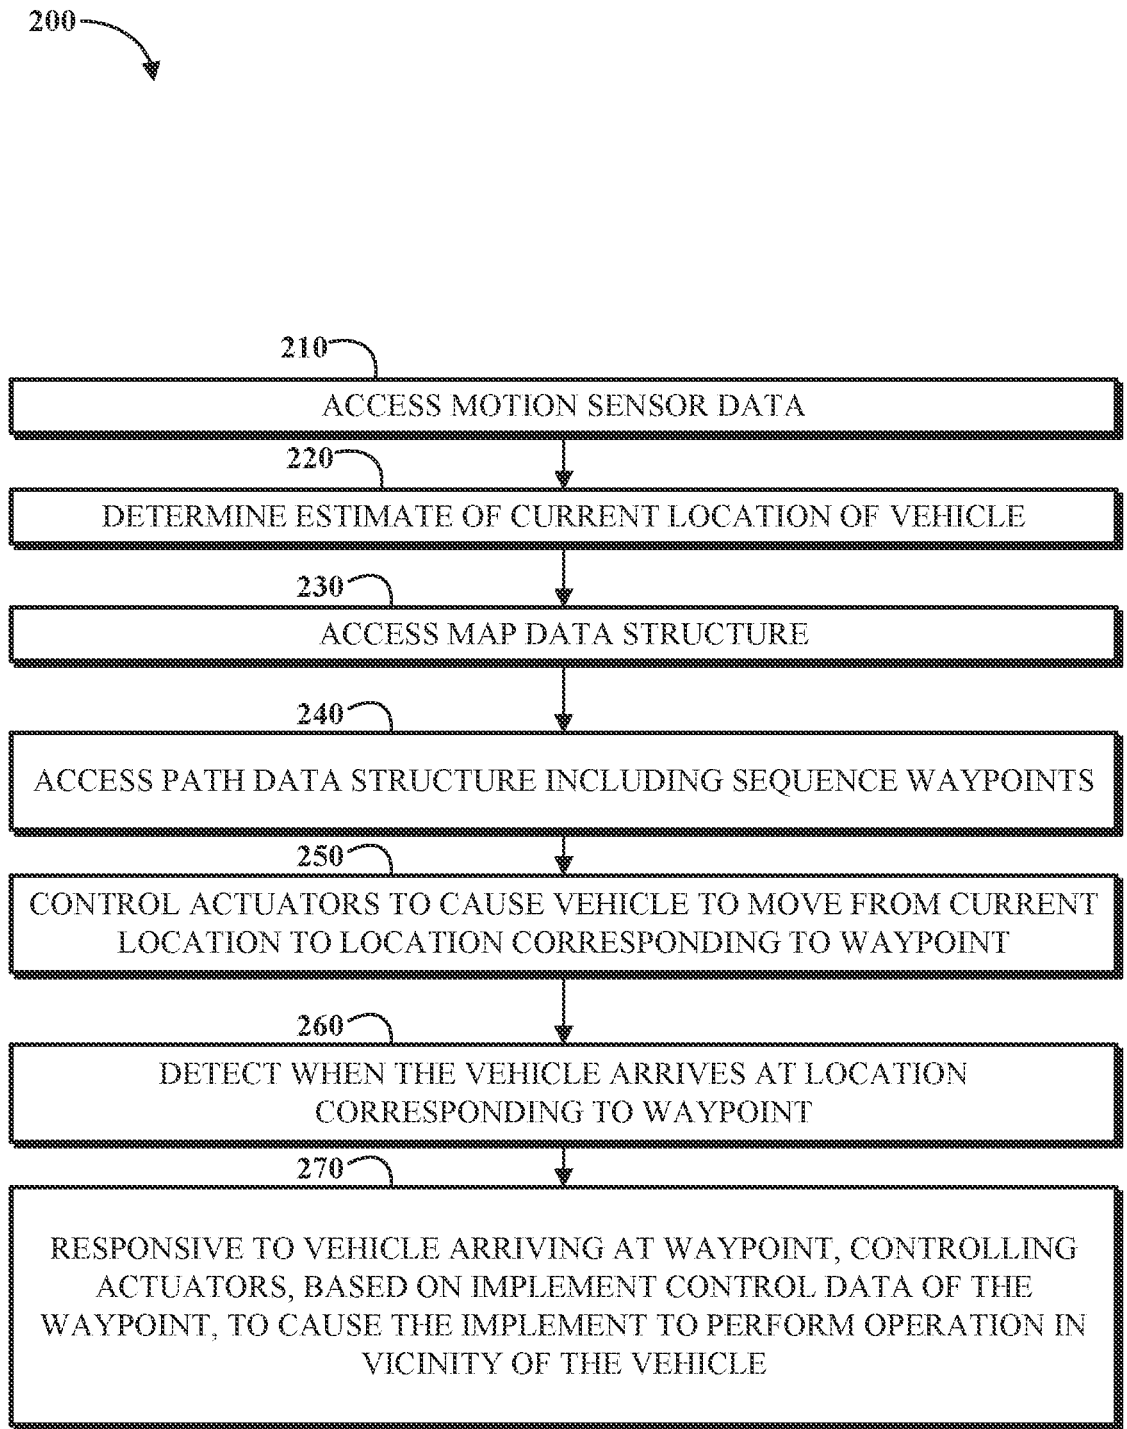 200
210
ACCESS MOTION SENSOR DATA
220
DETERMINE ESTIMATE OF CURRENT LOCATION OF VEHICLE
230
ACCESS MAP DATA STRUCTURE
240
ACCESS PATH DATA STRUCTURE INCLUDING SEQUENCE WAYPOINTS
250
CONTROL ACTUATORS TO CAUSE VEHICLE TO MOVE FROM CURRENT
LOCATION TO LOCATION CORRESPONDING TO WAYPOINT
260
DETECT WHEN THE VEHICLE ARRIVES AT LOCATION
CORRESPONDING TO WAYPOINT
270
RESPONSIVE TO VEHICLE ARRIVING AT WAYPOINT, CONTROLLING
ACTUATORS, BASED ON IMPLEMENT CONTROL DATA OF THE
WAYPOINT, TO CAUSE THE IMPLEMENT TO PERFORM OPERATION IN
VICINITY OF THE VEHICLE